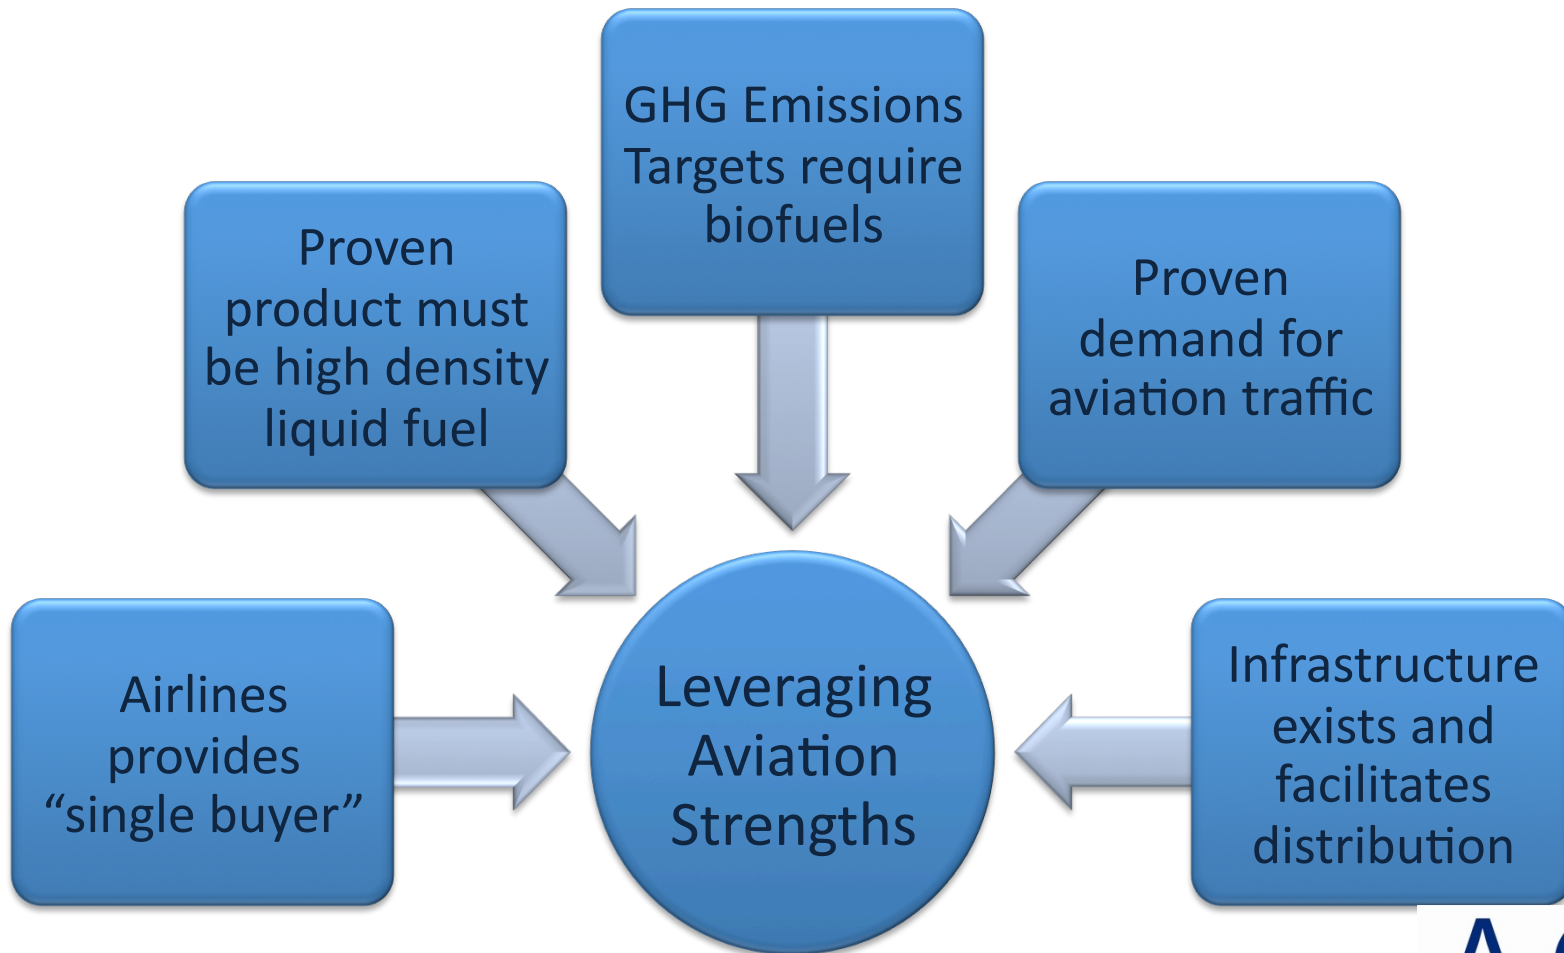 GHG Emissions
Targets require
biofuels
Proven
product must
be high density
liquid fuel
Proven
demand for
aviation traffic
Airlines
provides
“single buyer”
Leveraging
Aviation
Strengths
Infrastructure
exists and
facilitates
distribution